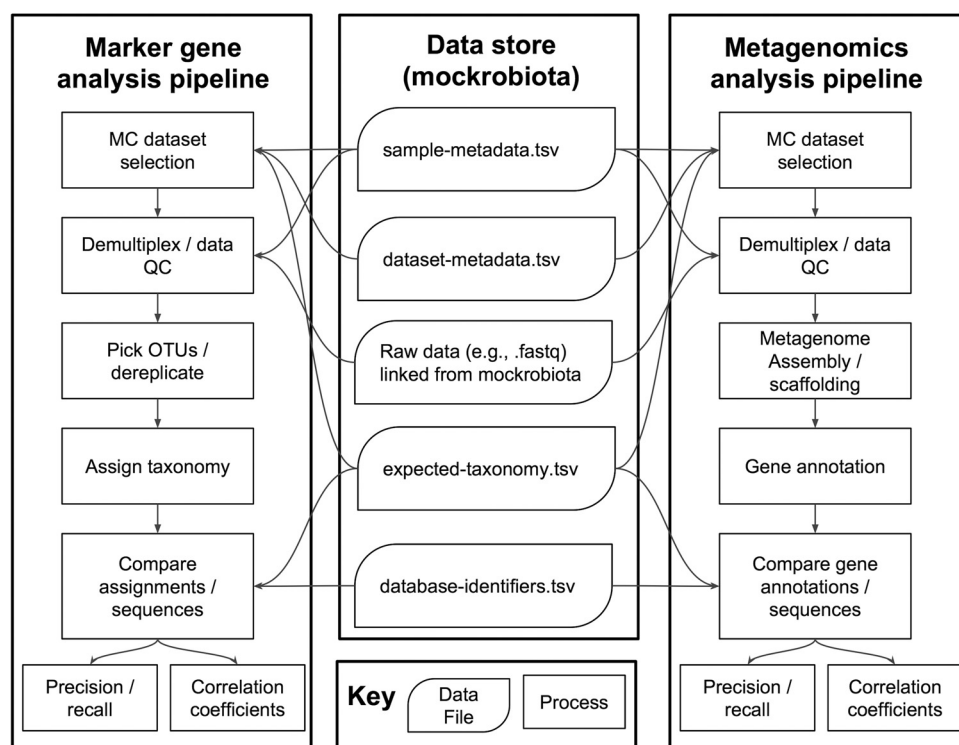 Marker gene
analysis pipeline
MC dataset
selection
Demultiplex / data
QC
Pick OTUs /
dereplicate
Assign taxonomy
Compare
assignments /
sequences
Precision /
recall
Correlation
coefficients
Data store
(mockrobiota)
sample-metadata.tsv
dataset-metadata.tsv
Raw data (e.g., .fastq)
linked from mockrobiota
expected-taxonomy.tsv
database-identifiers.tsv
Key
Data
File
Process
Metagenomics
analysis pipeline
MC dataset
selection
Demultiplex / data
QC
Metagenome
Assembly /
scaffolding
Gene annotation
Compare gene
annotations /
sequences
Precision /
recall
Correlation
coefficients